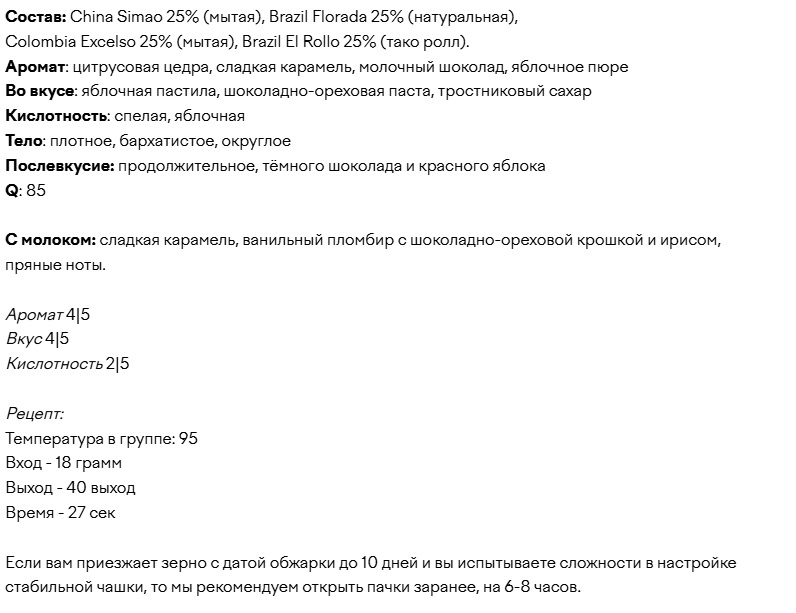 Состав: China Simao 25% (мытая), Brazil Florada 25% (натуральная),
Colombia Excelso 25% (мытая), Brazil El Rollo 25% (тако ролл).
Аромат: цитрусовая цедра, сладкая карамель, молочный шоколад, яблочное пюре
Во вкусе: яблочная пастила, шоколадно-ореховая паста, тростниковый сахар
Кислотность: спелая, яблочная
Тело: плотное, бархатистое, округлое
Послевкусие: продолжительное, тёмного шоколада и красного яблока
Q: 85
С молоком: сладкая карамель, ванильный пломбир с шоколадно-ореховой крошкой и ирисом,
пряные ноты.
Аромат 4|5
Вкус 4|5
Кислотность 2|5
Рецепт:
Температура в группе: 95
Вход - 18 грамм
Выход - 40 выход
Время - 27 сек
Если вам приезжает зерно с датой обжарки до 10 дней и вы испытываете сложности в настройке
стабильной чашки, то мы рекомендуем открыть пачки заранее, на 6-8 часов.